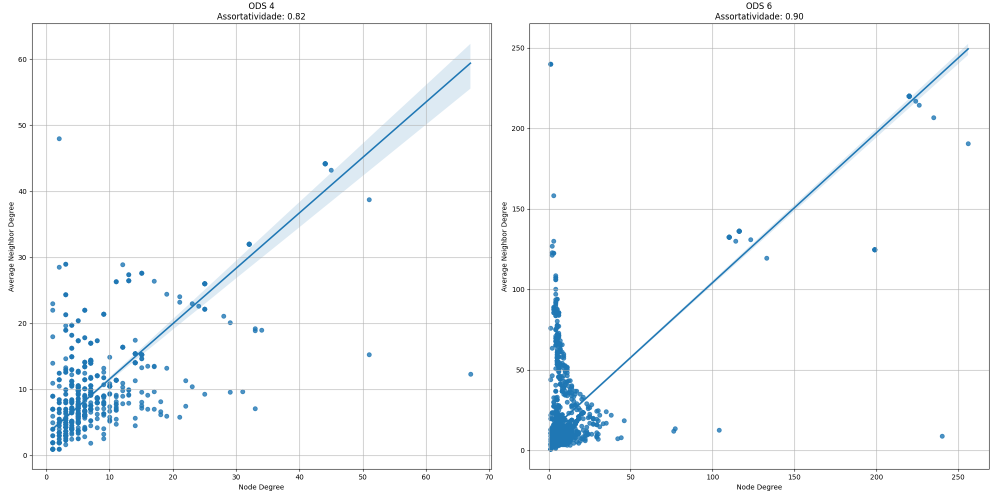 ODS 4
Assortatividade: 0.82
Average Neighbor Degree
60
50
40
30
20
10
0
0 10 20 30 40 50 60 70
Node Degree
ODS 6
Assortatividade: 0.90
Average Neighbor Degree
250
200
150
100
50
0
0 50 100 150 200 250
Node Degree